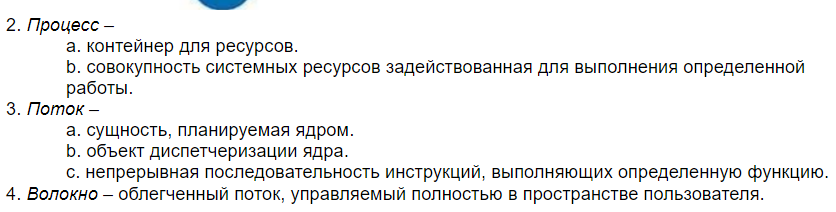 2. Процесс –
a. контейнер для ресурсов.
b. совокупность системных ресурсов задействованная для выполнения определенной
работы.
3. Поток –
a. сущность, планируемая ядром.
b. объект диспетчеризации ядра.
c. непрерывная последовательность инструкций, выполняющих определенную функцию.
4. Волокно – облегченный поток, управляемый полностью в пространстве пользователя.